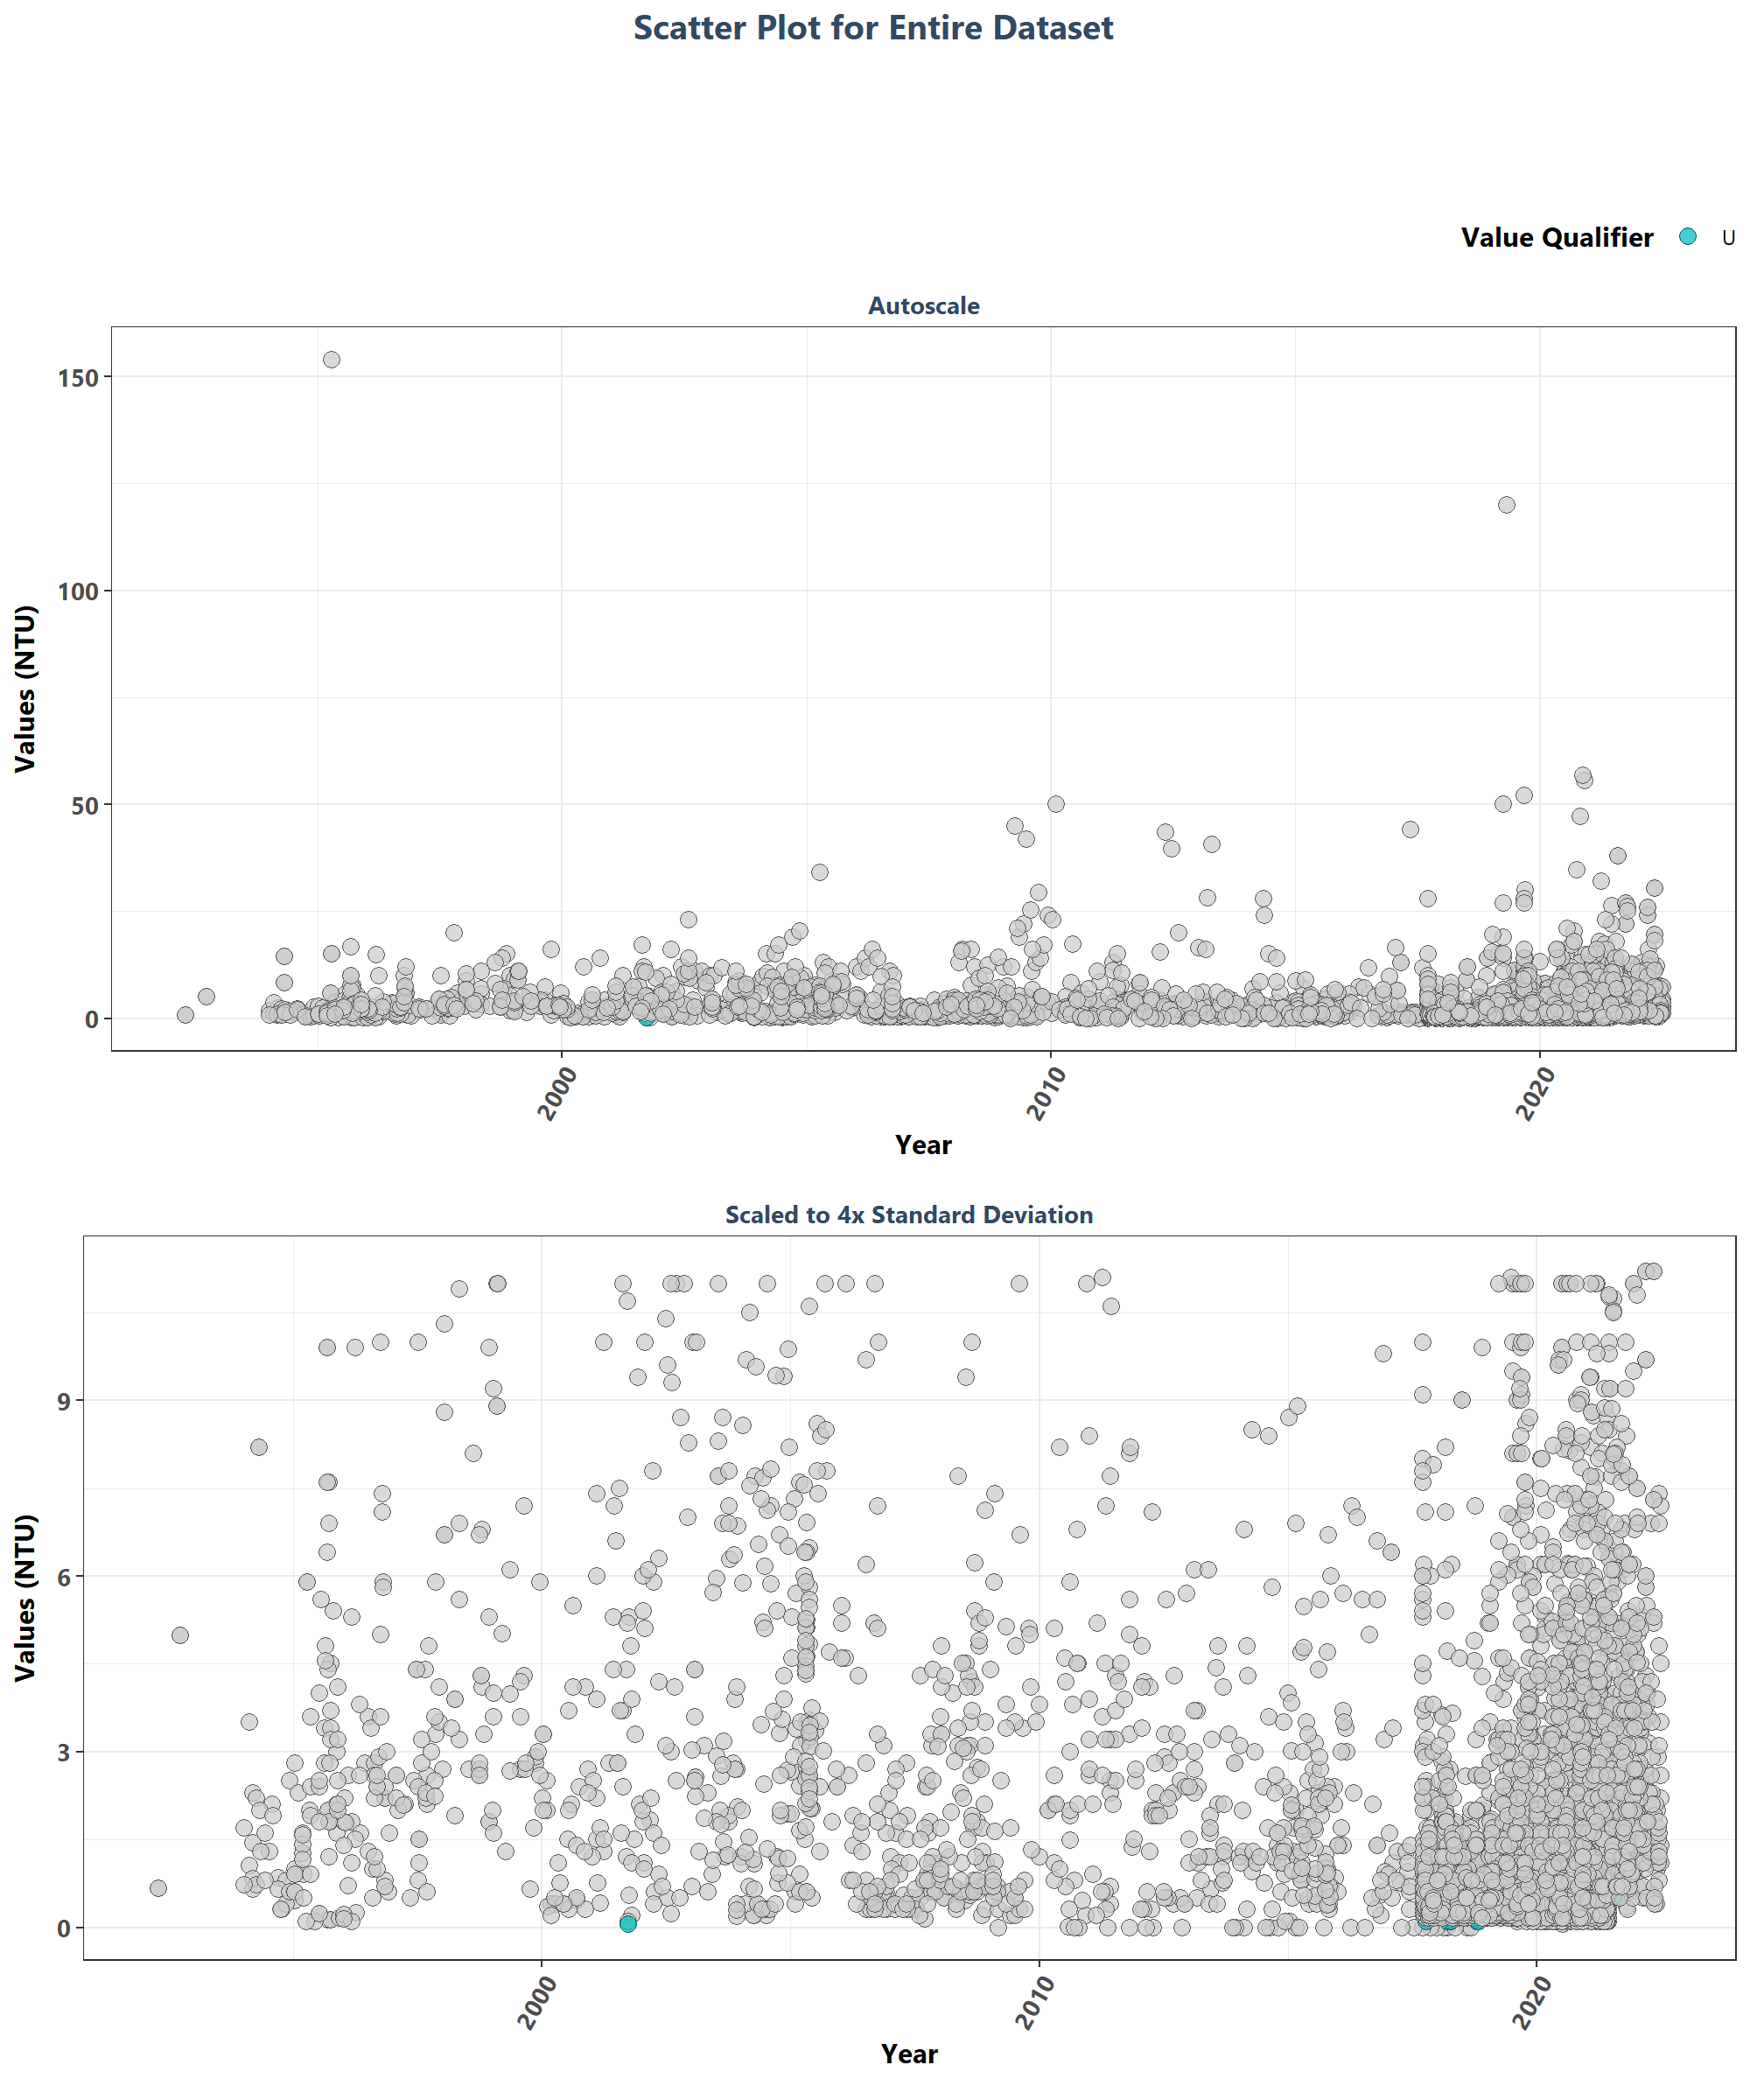 Scatter Plot for Entire Dataset
Value Qualifier U
Autoscale
150
100
50
0
Values (NTU)
2000 2010 2020
Year
Scaled to 4x Standard Deviation
9
6
3
0
Values (NTU)
2000 2010 2020
Year